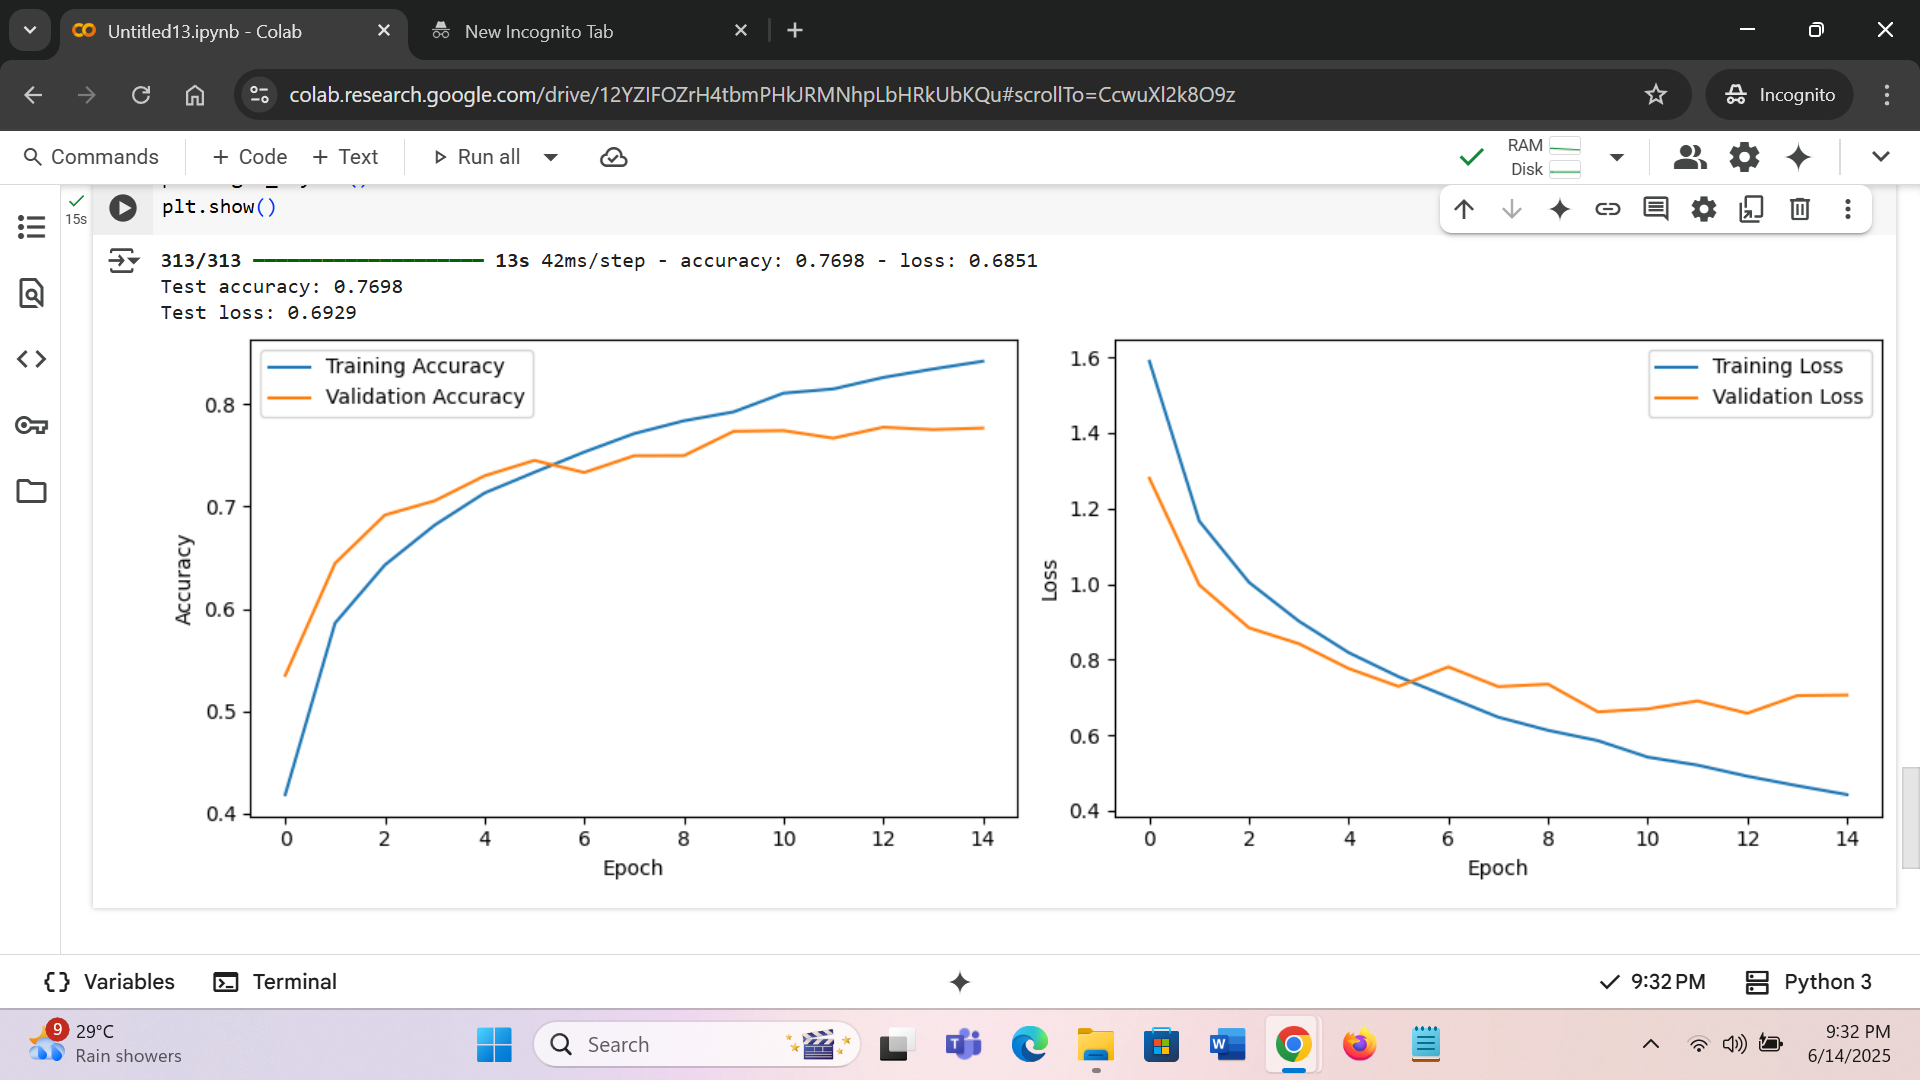 Untitled13.ipynb - Colab
New Incognito Tab
colab.research.google.com/drive/12YZIFOZrH4tbmPHkJRMNhpLbHRkUbKQu#scrollTo=CcwuXl2k8O9z
Incognito
Commands
+ Code
+ Text
Run all
RAM
Disk
15s
plt.show()
313/313 ━━━━━━━━━━━━━━━━━━━━ 13s 42ms/step - accuracy: 0.7698 - loss: 0.6851
Test accuracy: 0.7698
Test loss: 0.6929
Training Accuracy
Validation Accuracy
0.8
0.7
0.6
0.5
0.4
Accuracy
0 2 4 6 8 10 12 14
Epoch
Training Loss
Validation Loss
1.6
1.4
1.2
1.0
0.8
0.6
0.4
Loss
0 2 4 6 8 10 12 14
Epoch
Variables
Terminal
9:32 PM
Python 3
9
29°C
Rain showers
Search
9:32 PM
6/14/2025